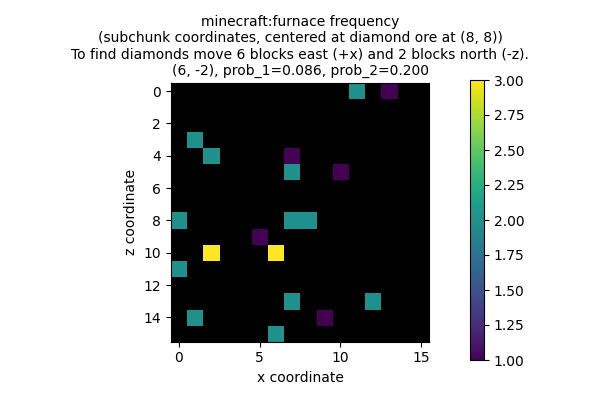 minecraft:furnace frequency
(subchunk coordinates, centered at diamond ore at (8, 8))
To find diamonds move 6 blocks east (+x) and 2 blocks north (-z).
(6, -2), prob_1=0.086, prob_2=0.200
0
2
4
6
8
10
12
14
z coordinate
0 5 10 15
x coordinate
3.00
2.75
2.50
2.25
2.00
1.75
1.50
1.25
1.00